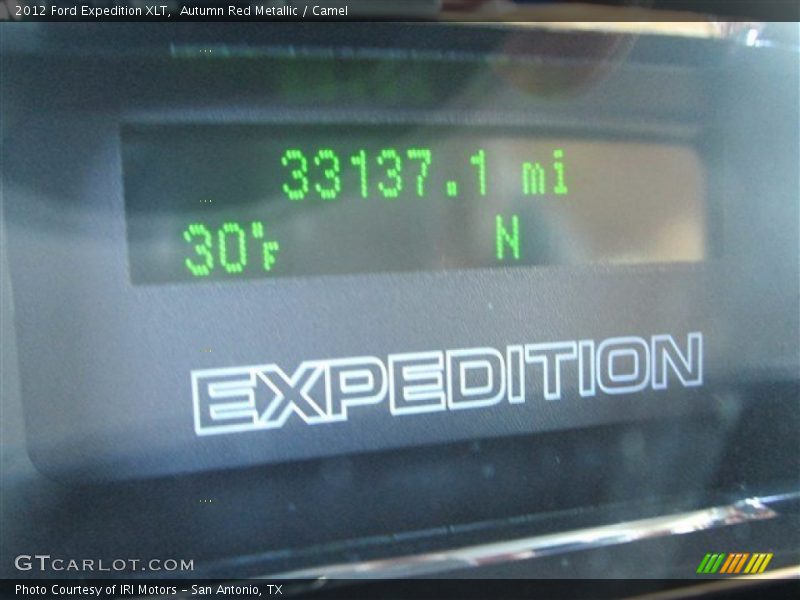 2012 Ford Expedition XLT,  Autumn Red Metallic / Camel
33137.1 mi
30°F N
EXPEDITION
GTCARLOT.COM
Photo Courtesy of IRI Motors - San Antonio, TX